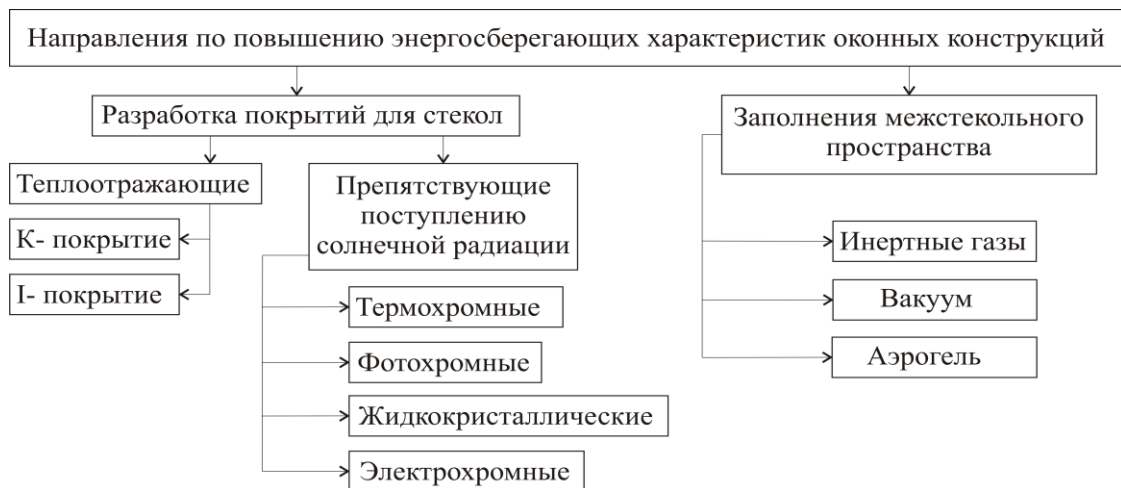 Направления по повышению энергосберегающих характеристик оконных конструкций
Разработка покрытий для стекол
Заполнения межстекольного
пространства
Теплоотражающие
Препятствующие
поступлению
солнечной радиации
К- покрытие
I- покрытие
Термохромные
Фотохромные
Жидкокристаллические
Электрохромные
Инертные газы
Вакуум
Аэрогель